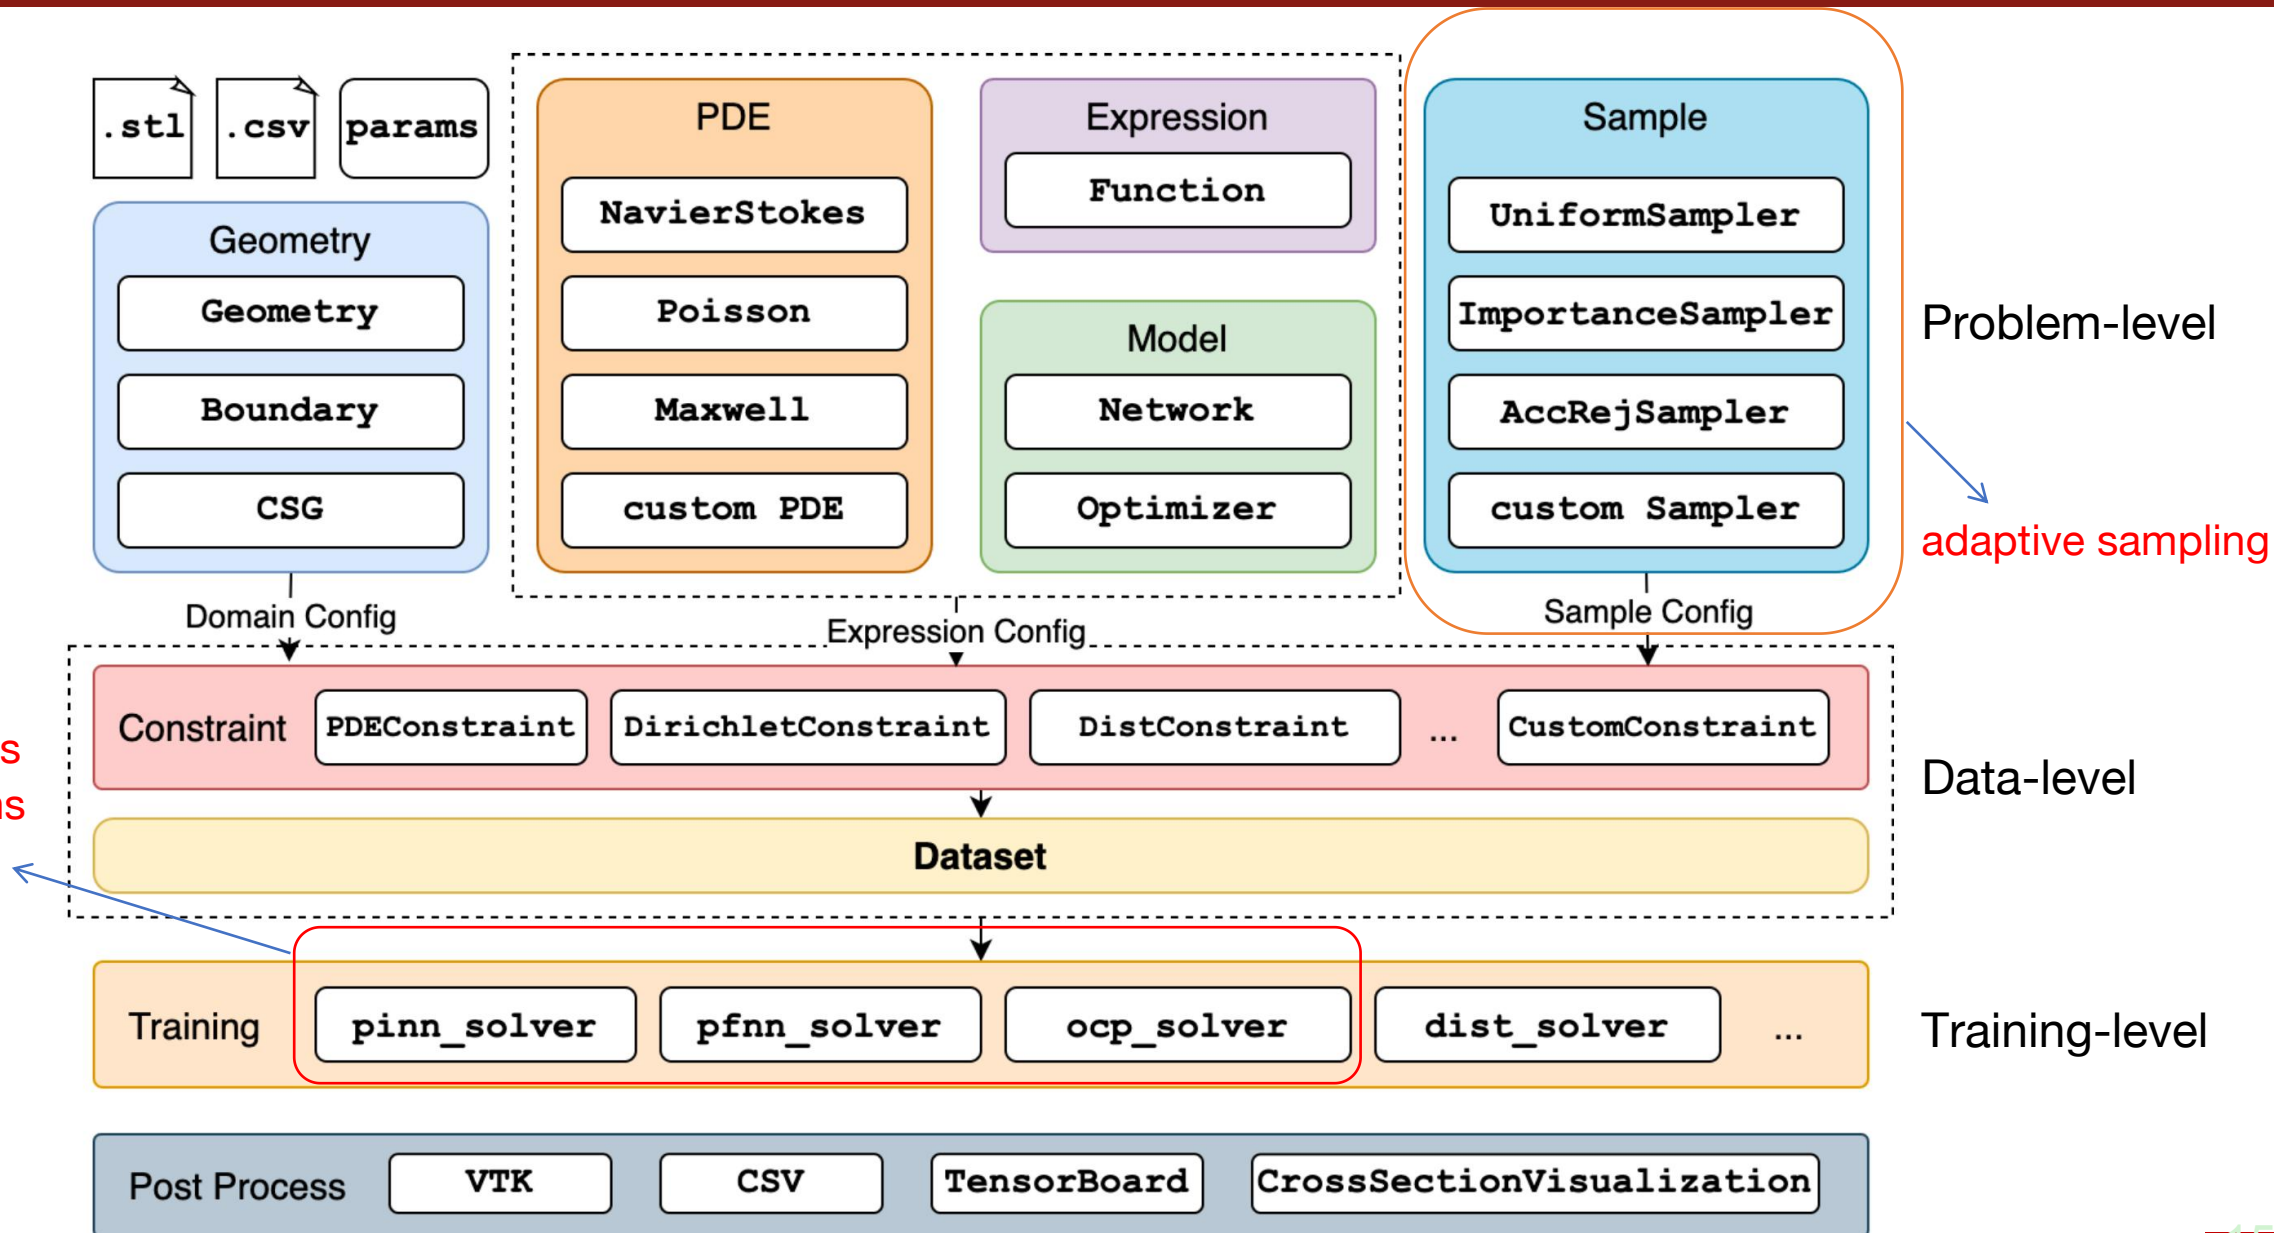 .stl
.csv
params
Geometry
Geometry
Boundary
CSG
PDE
NavierStokes
Poisson
Maxwell
custom PDE
Expression
Function
Model
Network
Optimizer
Sample
UniformSampler
ImportanceSampler
AccRejSampler
custom Sampler
Problem-level
adaptive sampling
Domain Config
Expression Config
Sample Config
Constraint
PDEConstraint
DirichletConstraint
DistConstraint
...
CustomConstraint
Data-level
Dataset
Training
pinn_solver
pfnn_solver
ocp_solver
dist_solver
...
Training-level
Post Process
VTK
CSV
TensorBoard
CrossSectionVisualization